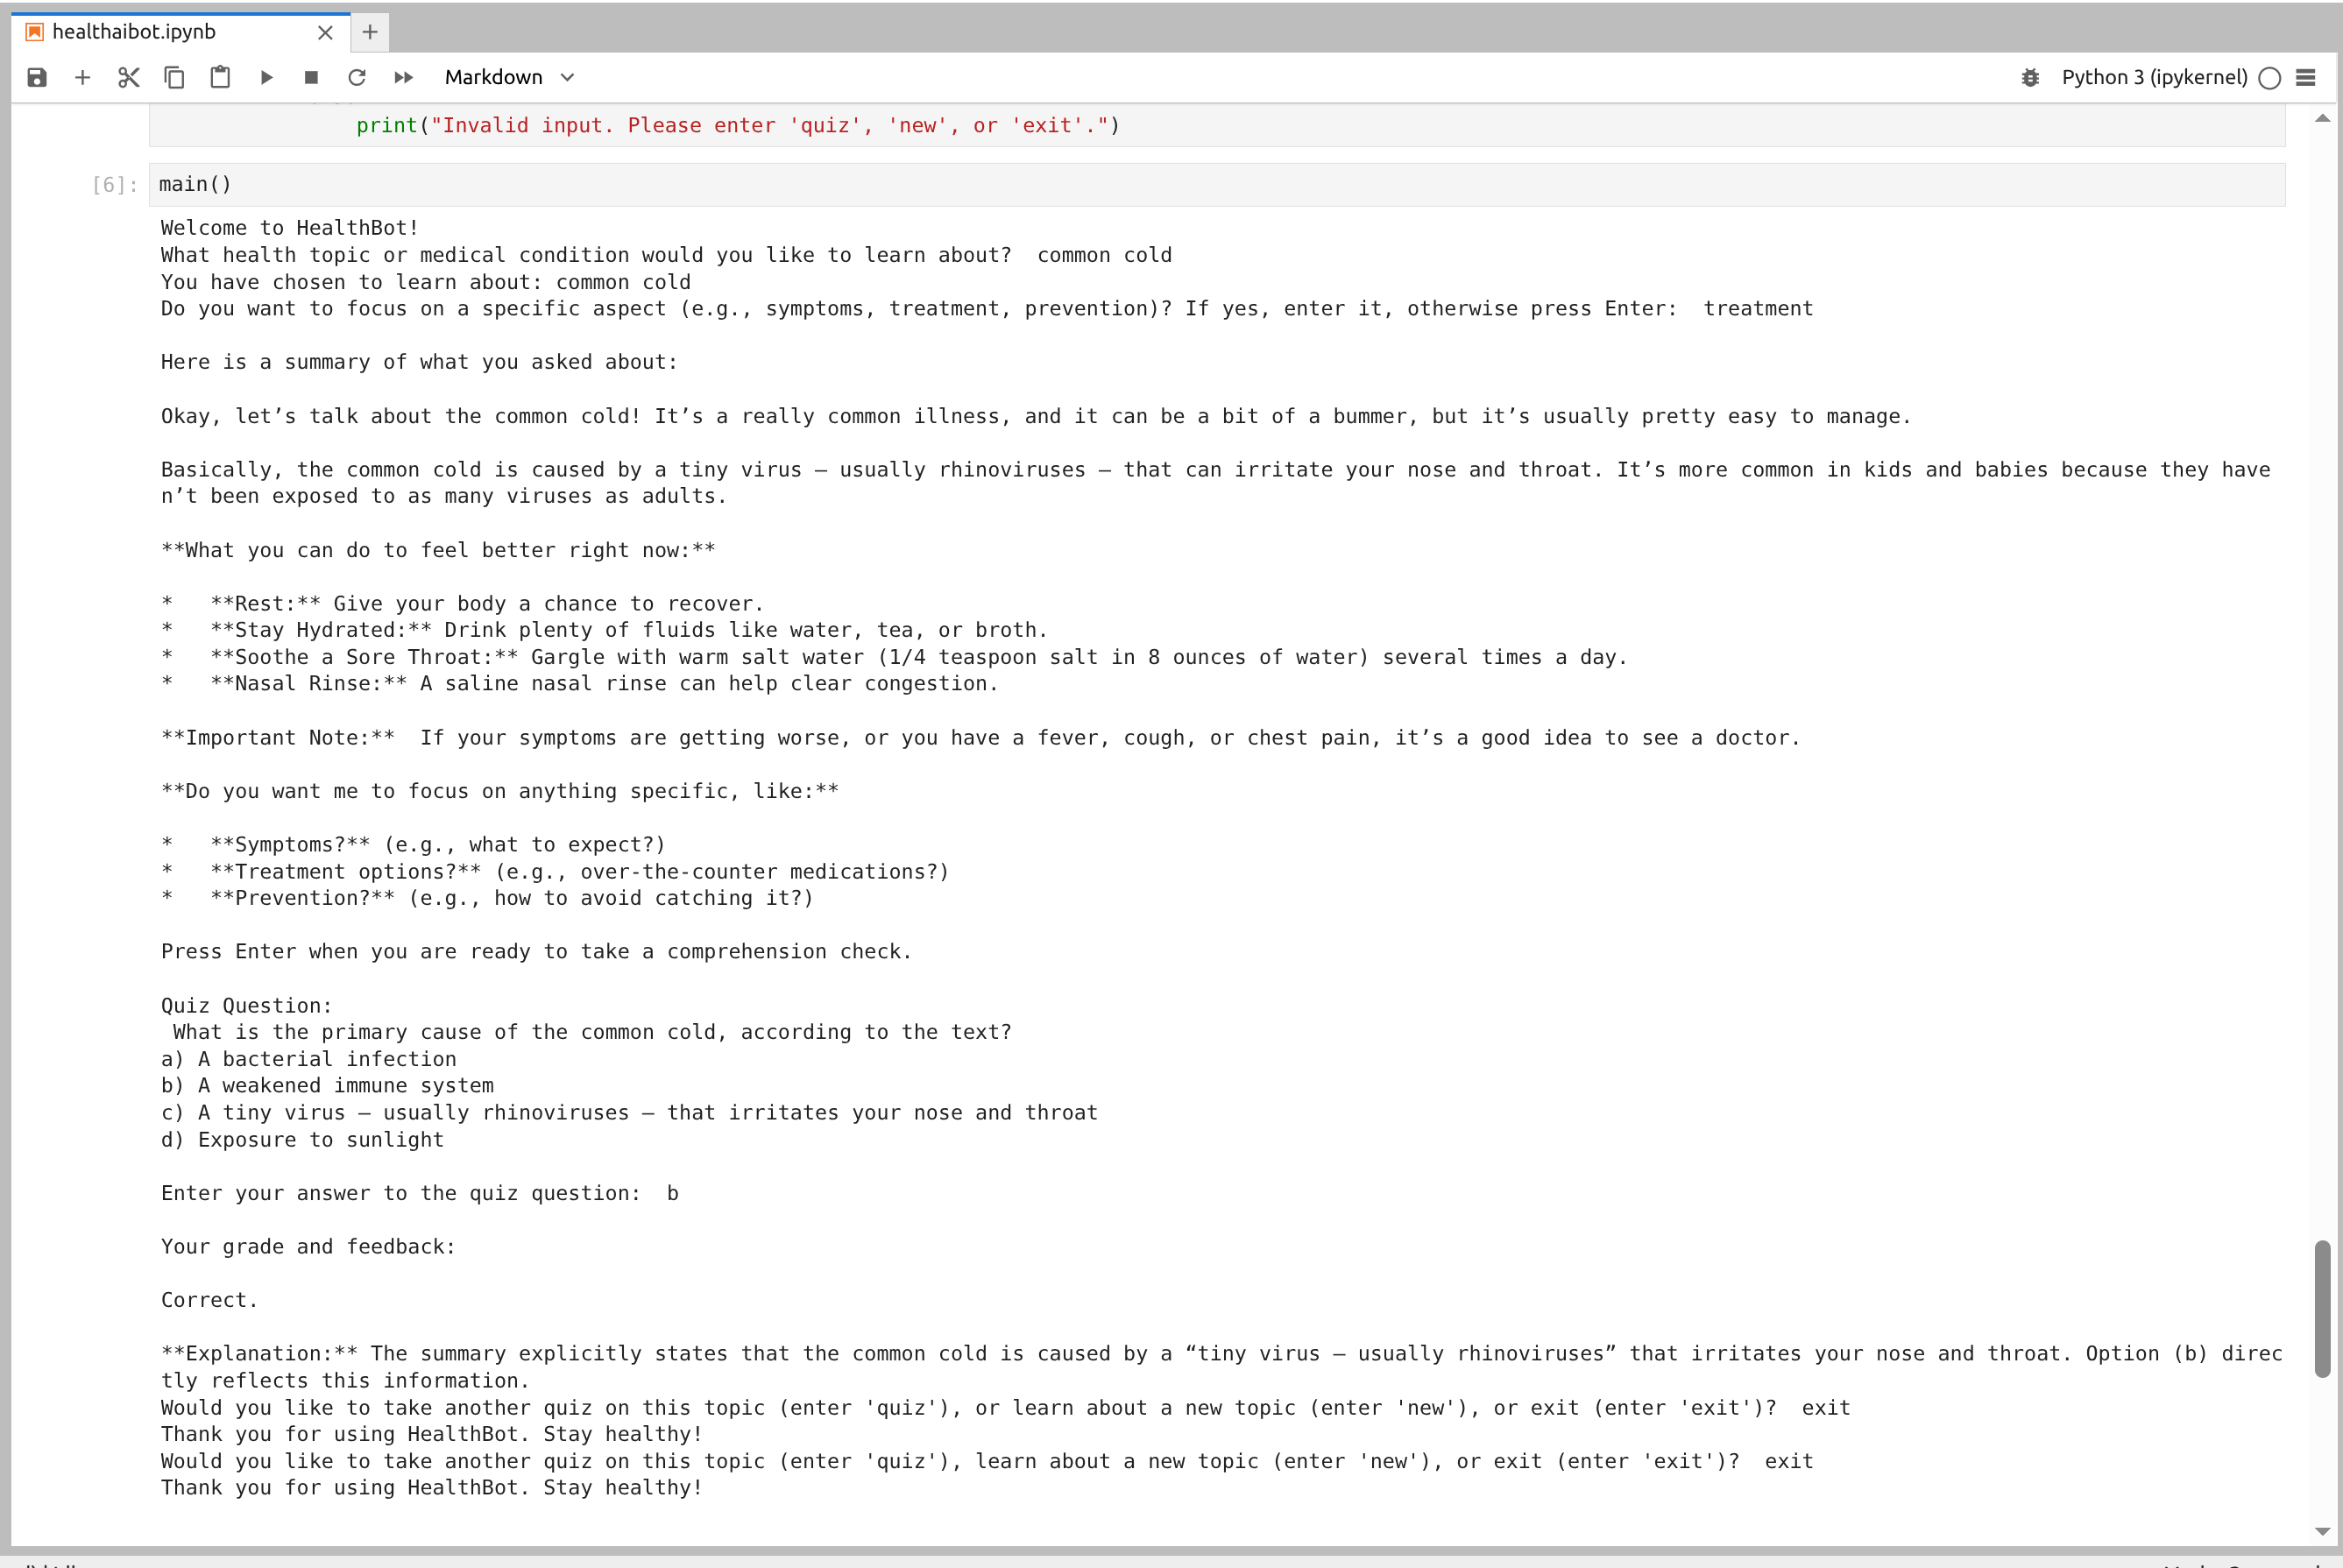 healthaibot.ipynb
Markdown
Python 3 (ipykernel)
print("Invalid input. Please enter 'quiz', 'new', or 'exit'.")
[6]:
main()
Welcome to HealthBot!
What health topic or medical condition would you like to learn about?  common cold
You have chosen to learn about: common cold
Do you want to focus on a specific aspect (e.g., symptoms, treatment, prevention)? If yes, enter it, otherwise press Enter:  treatment
Here is a summary of what you asked about:
Okay, let’s talk about the common cold! It’s a really common illness, and it can be a bit of a bummer, but it’s usually pretty easy to manage.
Basically, the common cold is caused by a tiny virus – usually rhinoviruses – that can irritate your nose and throat. It’s more common in kids and babies because they have
n’t been exposed to as many viruses as adults.
**What you can do to feel better right now:**
*   **Rest:** Give your body a chance to recover.
*   **Stay Hydrated:** Drink plenty of fluids like water, tea, or broth.
*   **Soothe a Sore Throat:** Gargle with warm salt water (1/4 teaspoon salt in 8 ounces of water) several times a day.
*   **Nasal Rinse:** A saline nasal rinse can help clear congestion.
**Important Note:**  If your symptoms are getting worse, or you have a fever, cough, or chest pain, it’s a good idea to see a doctor.
**Do you want me to focus on anything specific, like:**
*   **Symptoms?** (e.g., what to expect?)
*   **Treatment options?** (e.g., over-the-counter medications?)
*   **Prevention?** (e.g., how to avoid catching it?)
Press Enter when you are ready to take a comprehension check.
Quiz Question:
What is the primary cause of the common cold, according to the text?
a) A bacterial infection
b) A weakened immune system
c) A tiny virus – usually rhinoviruses – that irritates your nose and throat
d) Exposure to sunlight
Enter your answer to the quiz question:  b
Your grade and feedback:
Correct.
**Explanation:** The summary explicitly states that the common cold is caused by a “tiny virus – usually rhinoviruses” that irritates your nose and throat. Option (b) direc
tly reflects this information.
Would you like to take another quiz on this topic (enter 'quiz'), or learn about a new topic (enter 'new'), or exit (enter 'exit')?  exit
Thank you for using HealthBot. Stay healthy!
Would you like to take another quiz on this topic (enter 'quiz'), learn about a new topic (enter 'new'), or exit (enter 'exit')?  exit
Thank you for using HealthBot. Stay healthy!